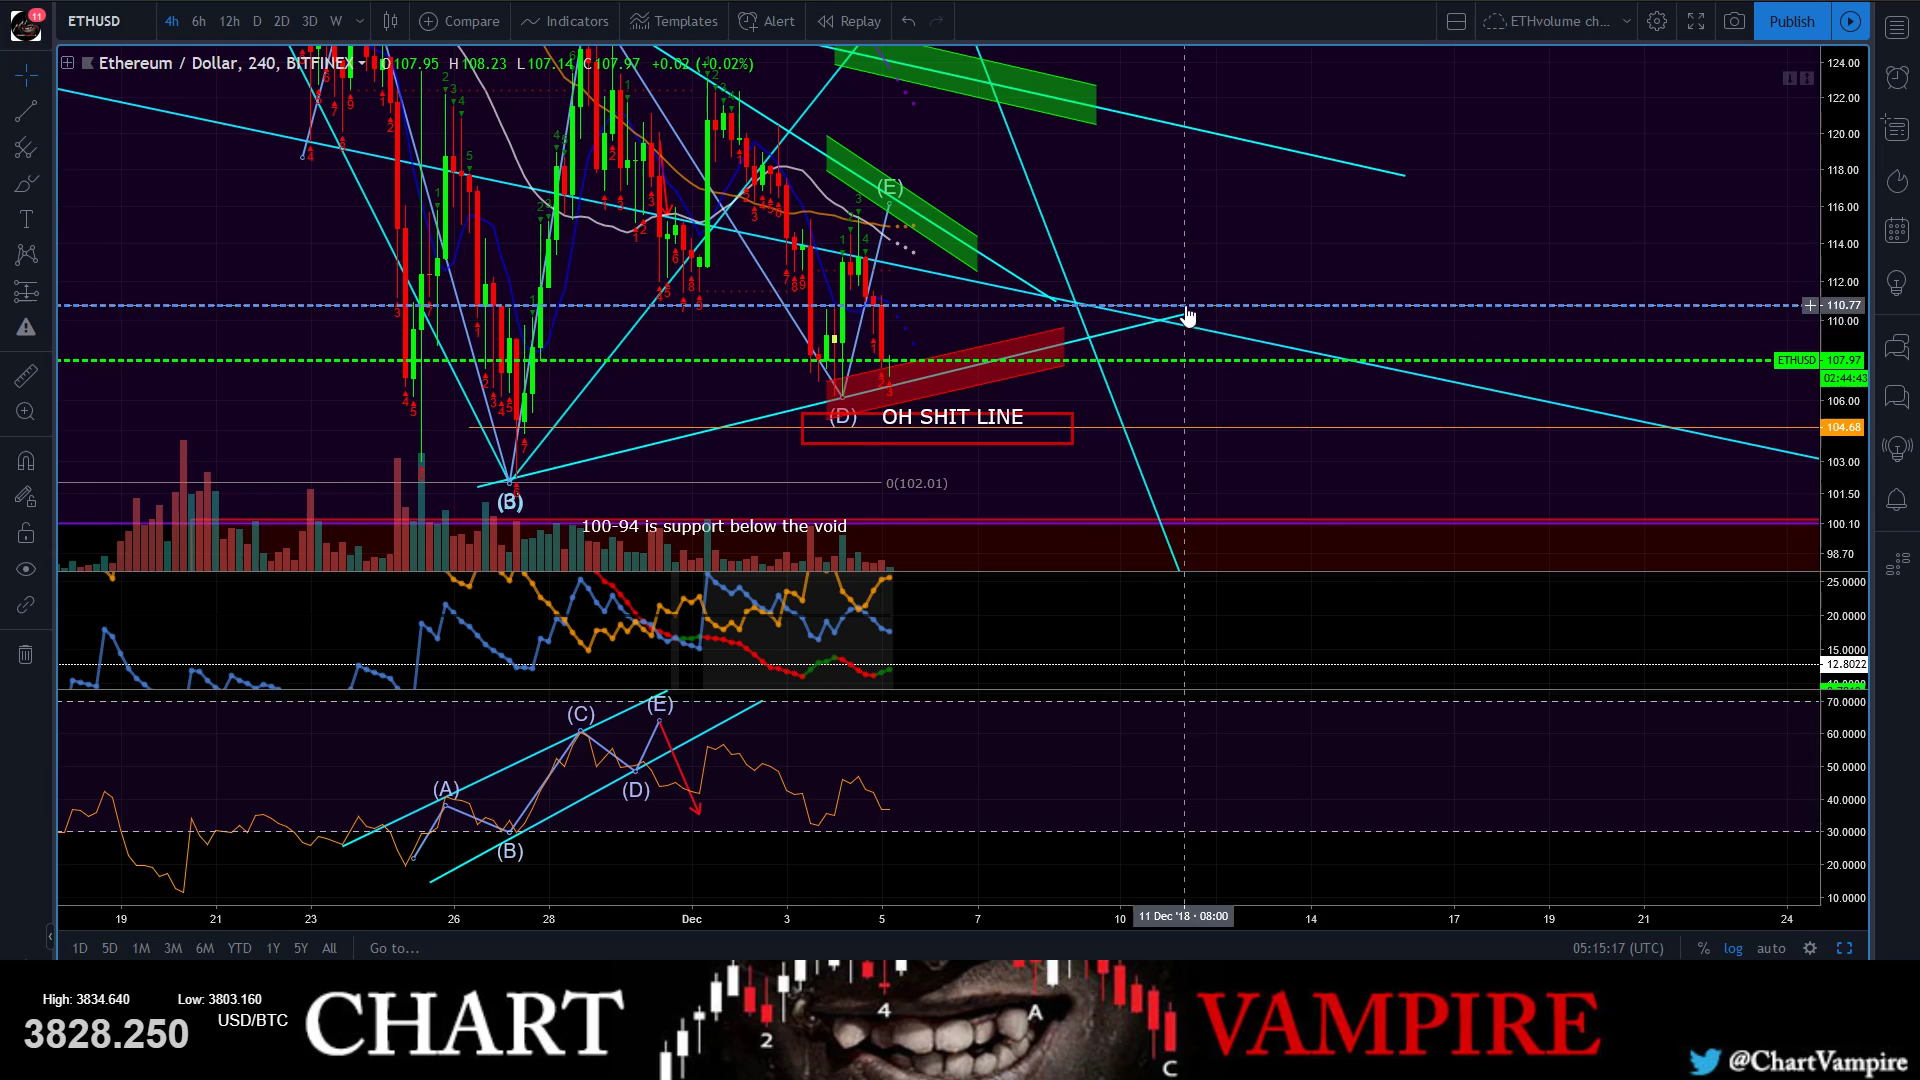 11
ETHUSD
4h 6h 12h D 2D 3D W
Compare
Indicators
Templates
Alert
Replay
ETHvolume ch...
Publish
Ethereum / Dollar, 240, BITFINEX
O107.95 H108.23 L107.14 C107.97 +0.02 (+0.02%)
124.00
122.00
120.00
118.00
116.00
114.00
112.00
110.77
110.00
ETHUSD 107.97
02:44:43
106.00
104.68
103.00
101.50
100.10
98.70
(E)
(D)
OH SHIT LINE
0(102.01)
(B)
100-94 is support below the void
25.0000
20.0000
15.0000
12.8022
70.0000
60.0000
50.0000
40.0000
30.0000
20.0000
10.0000
(E)
(C)
(A)
(D)
(B)
19 21 23 26 28 Dec 3 5 7 10 11 Dec '18 - 08:00 14 17 19 21 24
1D 5D 1M 3M 6M YTD 1Y 5Y All
Go to...
05:15:17 (UTC)
% log auto
High: 3834.640 Low: 3803.160
3828.250 USD/BTC
CHART VAMPIRE
2 4 A C
@ChartVampire